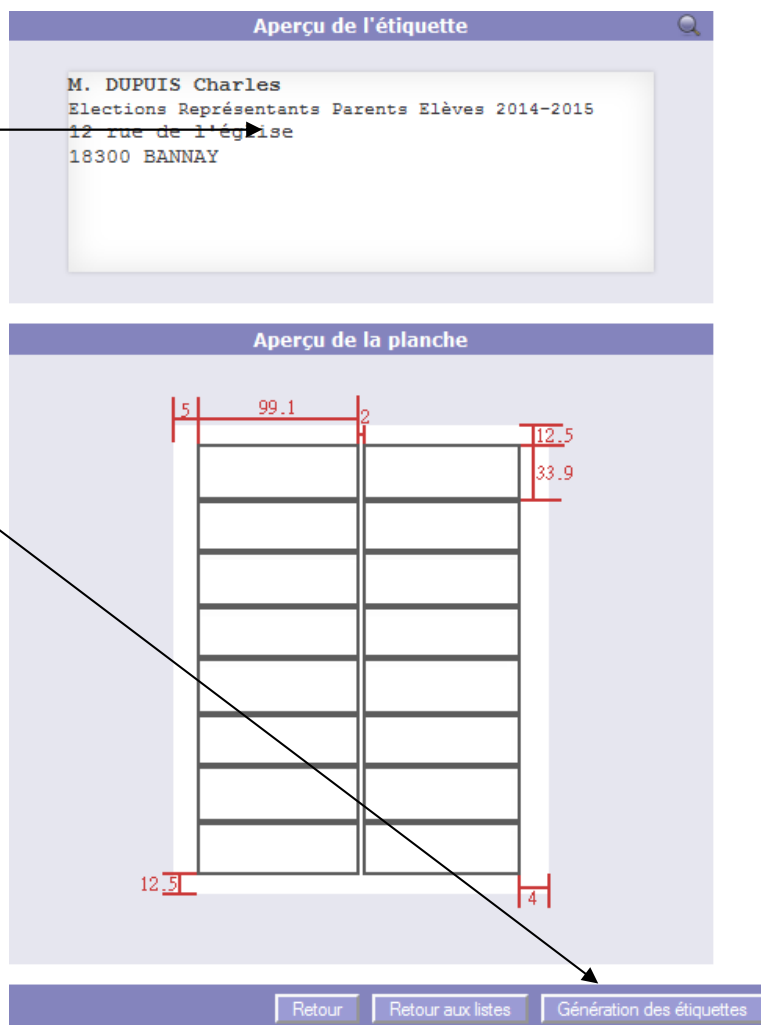 Aperçu de l'étiquette
M. DUPUIS Charles
Elections Représentants Parents Elèves 2014-2015
12 rue de l'église
18300 BANNAY
Aperçu de la planche
5
99.1
2
12.5
33.9
12.5
4
Retour
Retour aux listes
Génération des étiquettes